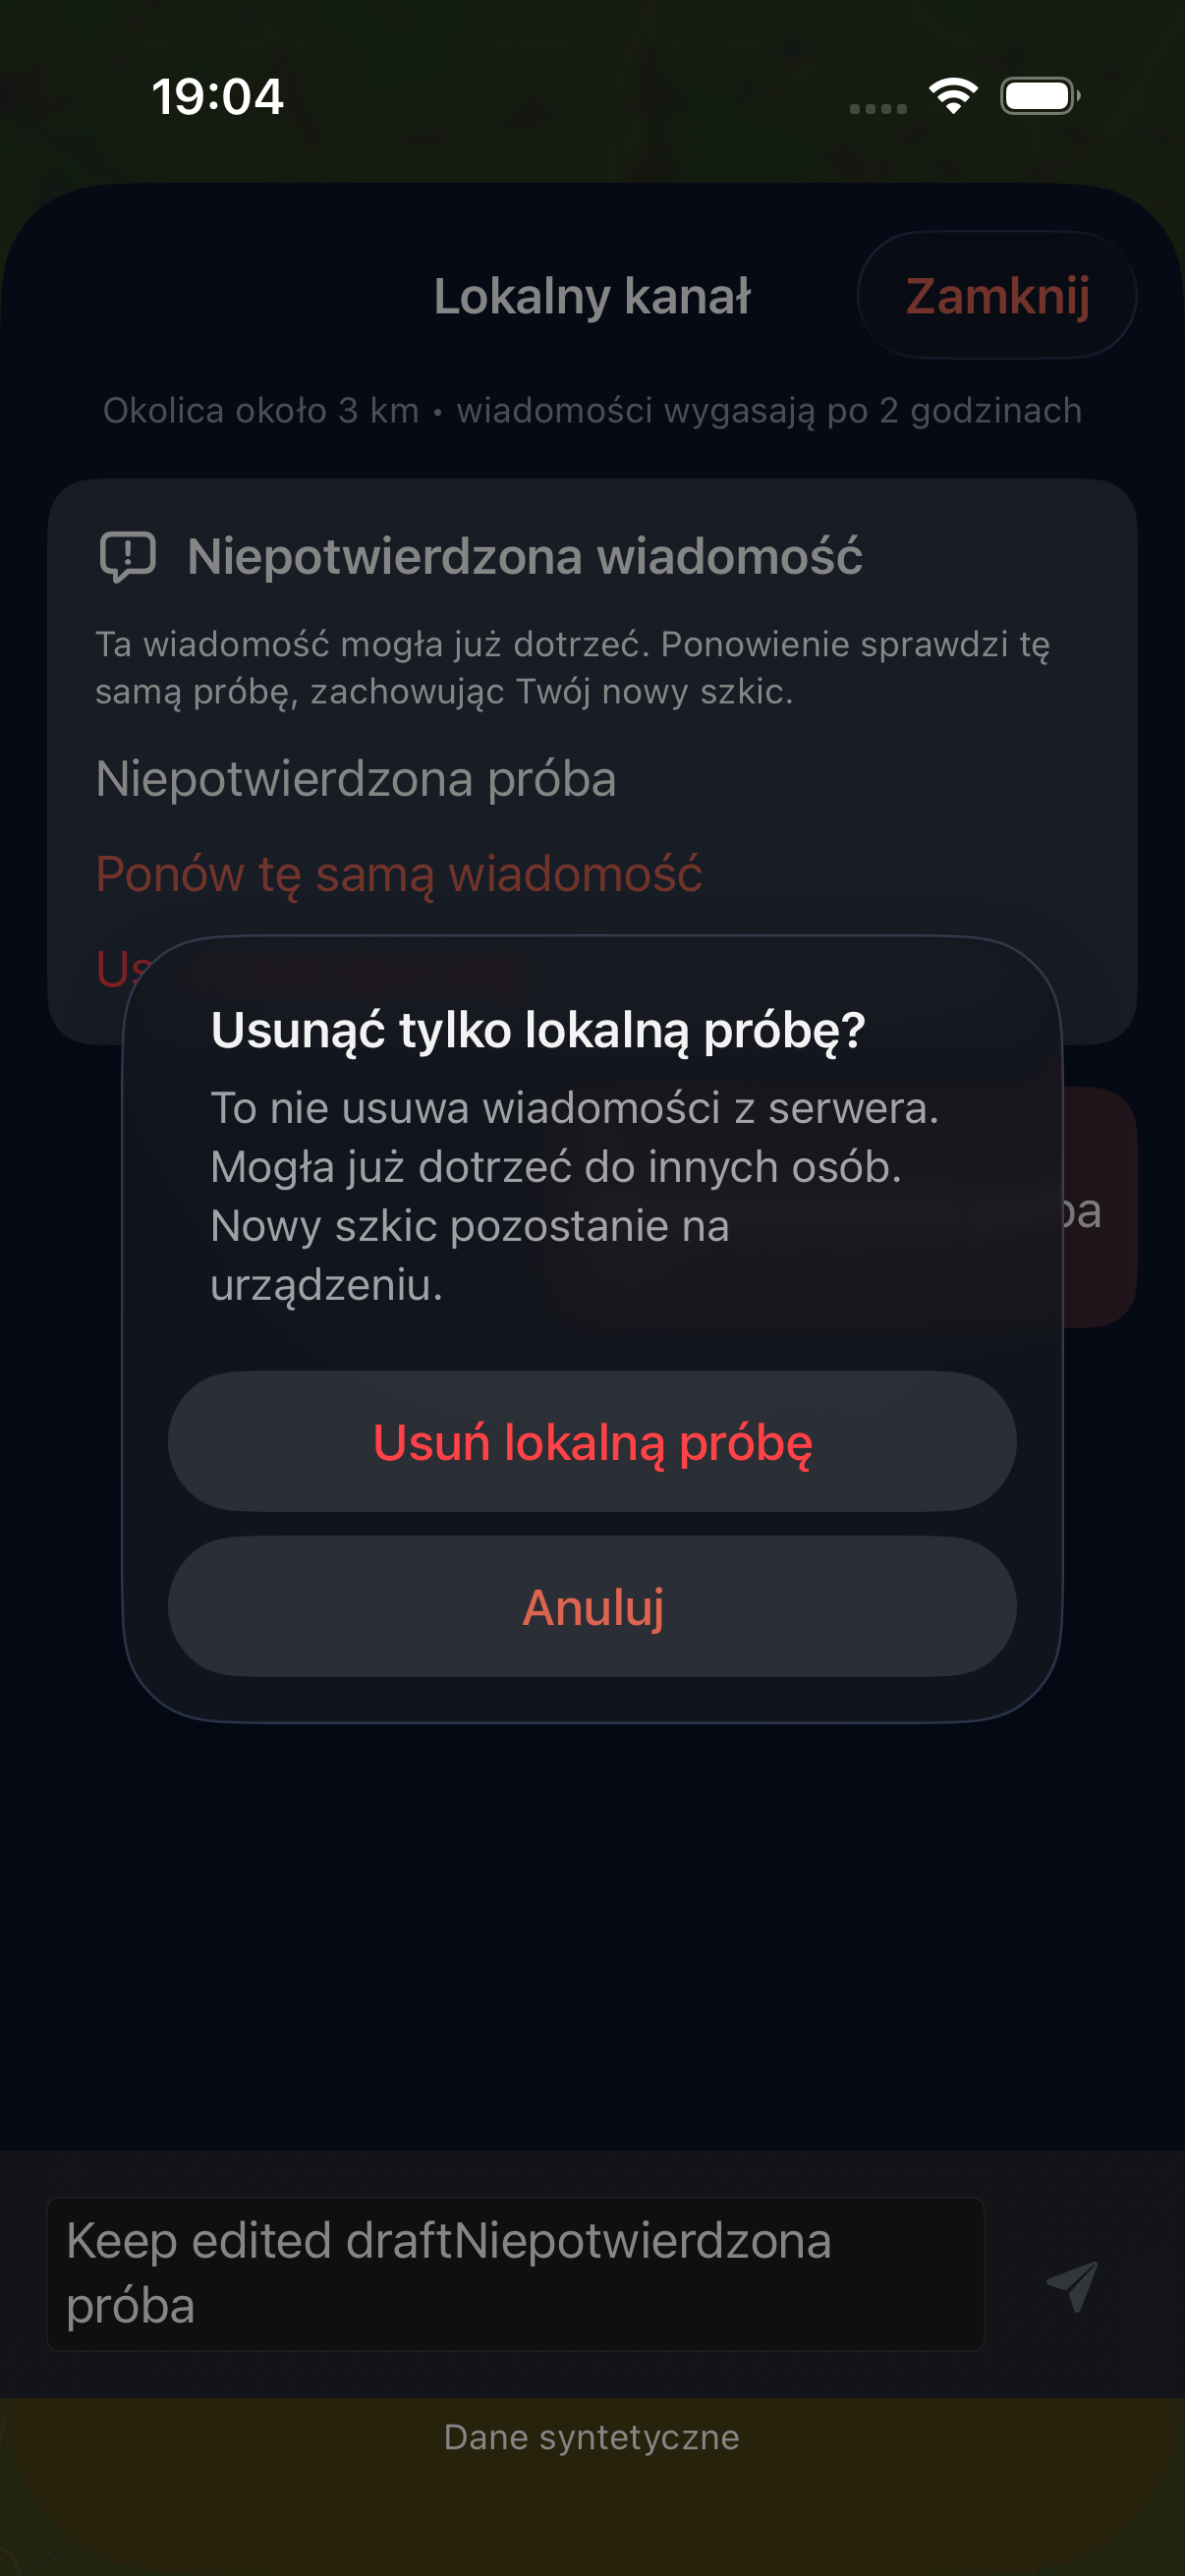 19:04
Lokalny kanał
Zamknij
Okolica około 3 km • wiadomości wygasają po 2 godzinach
Niepotwierdzona wiadomość
Ta wiadomość mogła już dotrzeć. Ponowienie sprawdzi tę
samą próbę, zachowując Twój nowy szkic.
Niepotwierdzona próba
Ponów tę samą wiadomość
Usunąć tylko lokalną próbę?
To nie usuwa wiadomości z serwera.
Mogła już dotrzeć do innych osób.
Nowy szkic pozostanie na
urządzeniu.
Usuń lokalną próbę
Anuluj
Keep edited draftNiepotwierdzona
próba
Dane syntetyczne